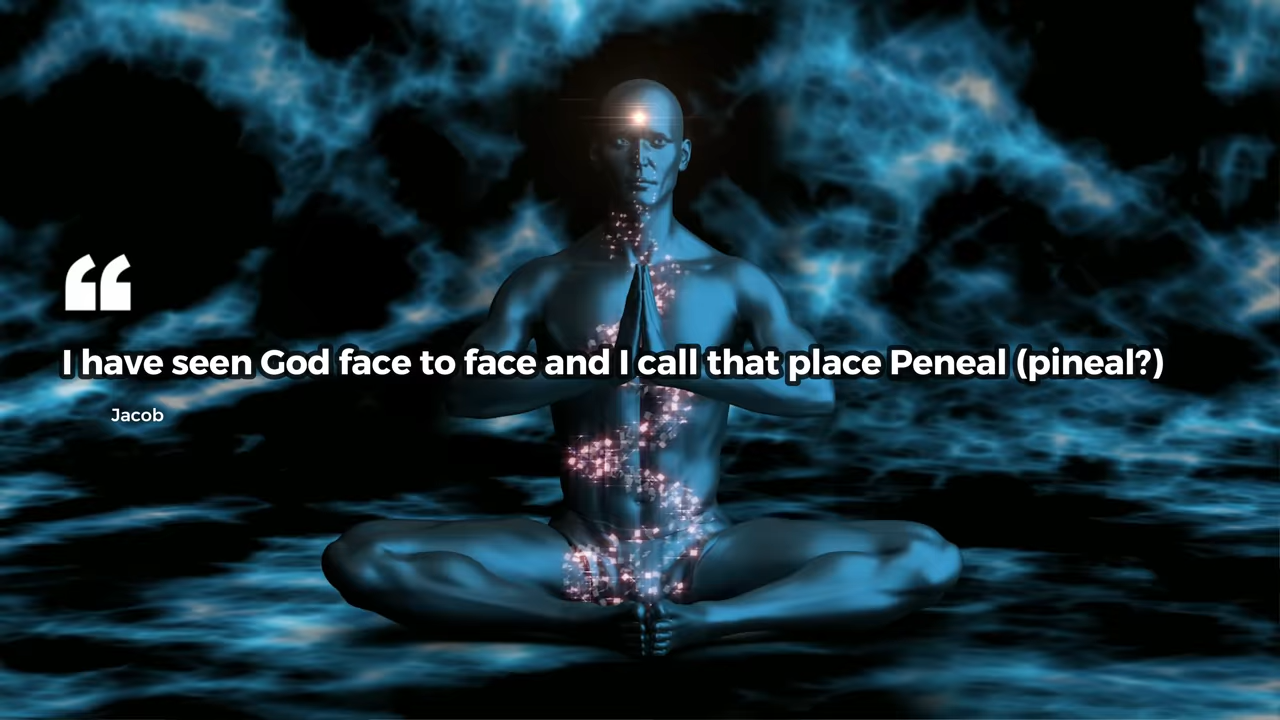 “
I have seen God face to face and I call that place Peneal (pineal?)
Jacob